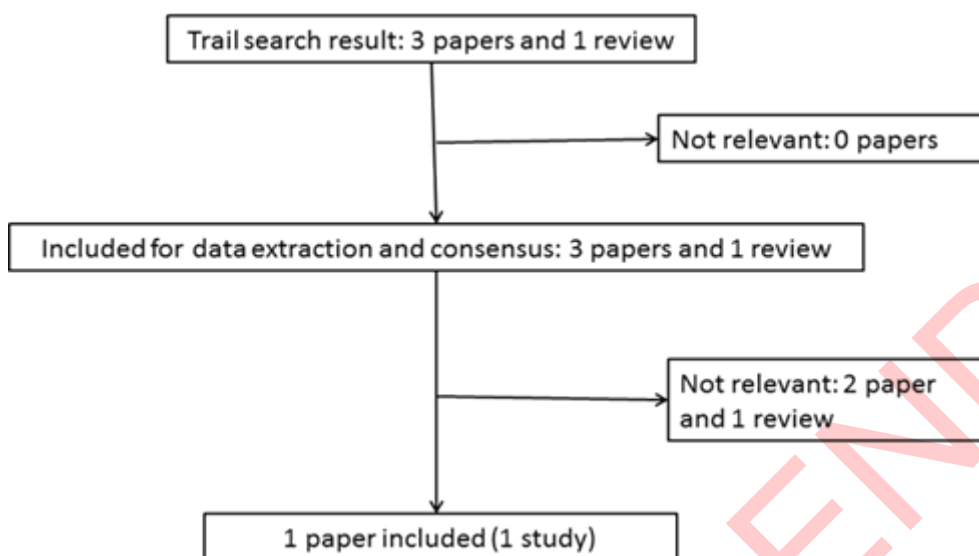 Trail search result: 3 papers and 1 review
Not relevant: 0 papers
Included for data extraction and consensus: 3 papers and 1 review
Not relevant: 2 paper
and 1 review
1 paper included (1 study)